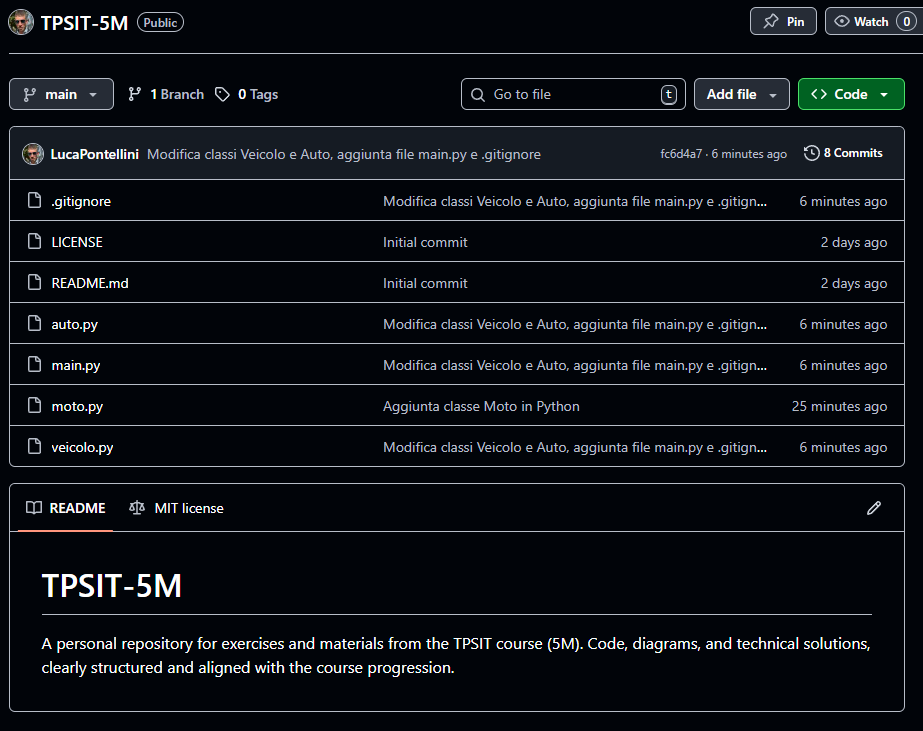 TPSIT-5M Public Pin Watch 0
main 1 Branch 0 Tags Go to file t Add file Code
LucaPontellini Modifica classi Veicolo e Auto, aggiunta file main.py e .gitignore fc6d4a7 · 6 minutes ago 8 Commits
.gitignore Modifica classi Veicolo e Auto, aggiunta file main.py e .gitign... 6 minutes ago
LICENSE Initial commit 2 days ago
README.md Initial commit 2 days ago
auto.py Modifica classi Veicolo e Auto, aggiunta file main.py e .gitign... 6 minutes ago
main.py Modifica classi Veicolo e Auto, aggiunta file main.py e .gitign... 6 minutes ago
moto.py Aggiunta classe Moto in Python 25 minutes ago
veicolo.py Modifica classi Veicolo e Auto, aggiunta file main.py e .gitign... 6 minutes ago
README MIT license
TPSIT-5M
A personal repository for exercises and materials from the TPSIT course (5M). Code, diagrams, and technical solutions,
clearly structured and aligned with the course progression.